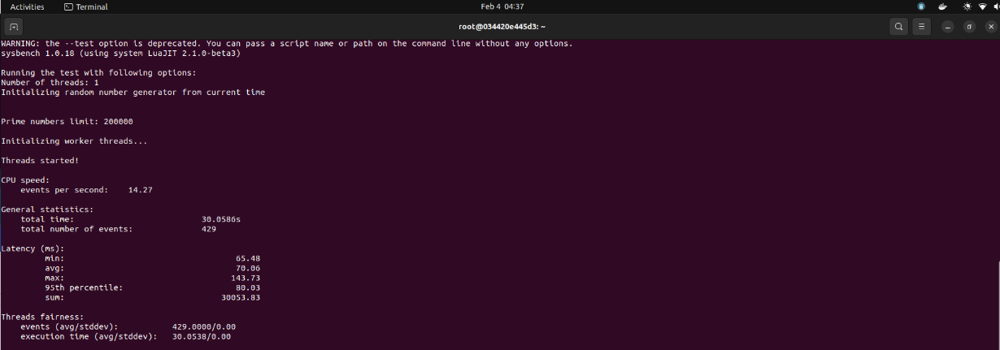 Activities Terminal Feb 4 04:37
root@034420e445d3: ~
WARNING: the --test option is deprecated. You can pass a script name or path on the command line without any options.
sysbench 1.0.18 (using system LuaJIT 2.1.0-beta3)
Running the test with following options:
Number of threads: 1
Initializing random number generator from current time
Prime numbers limit: 200000
Initializing worker threads...
Threads started!
CPU speed:
events per second: 14.27
General statistics:
total time: 30.0586s
total number of events: 429
Latency (ms):
min: 65.48
avg: 70.06
max: 143.73
95th percentile: 80.03
sum: 30053.83
Threads fairness:
events (avg/stddev): 429.0000/0.00
execution time (avg/stddev): 30.0538/0.00